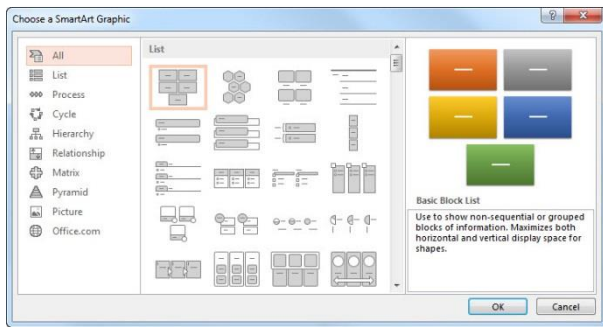 Choose a SmartArt Graphic
All
List
Process
Cycle
Hierarchy
Relationship
Matrix
Pyramid
Picture
Office.com
List
Basic Block List
Use to show non-sequential or grouped
blocks of information. Maximizes both
horizontal and vertical display space for
shapes.
OK
Cancel